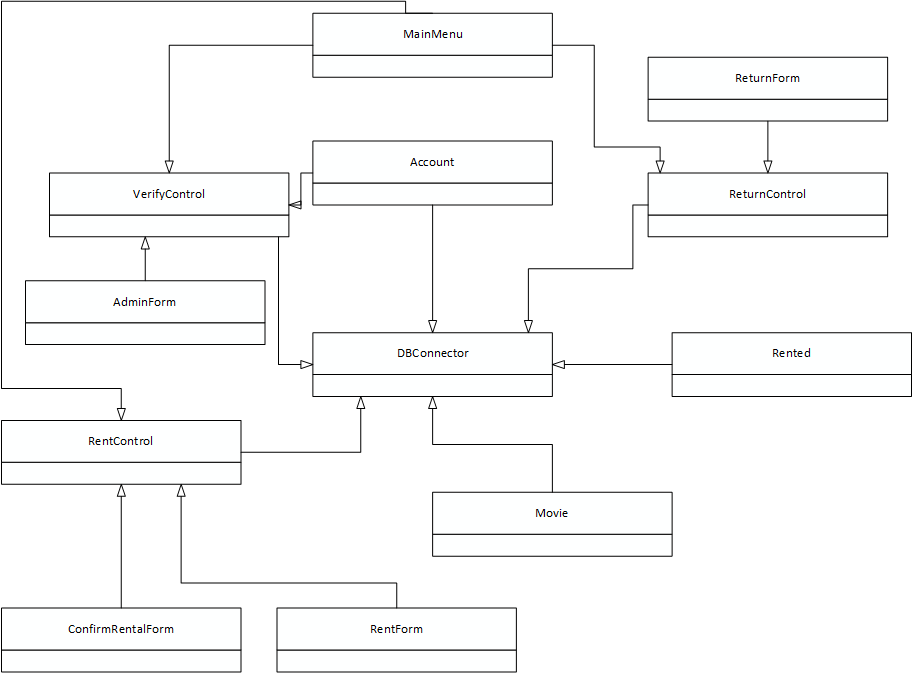 MainMenu
ReturnForm
Account
VerifyControl
ReturnControl
AdminForm
DBConnector
Rented
RentControl
Movie
ConfirmRentalForm
RentForm